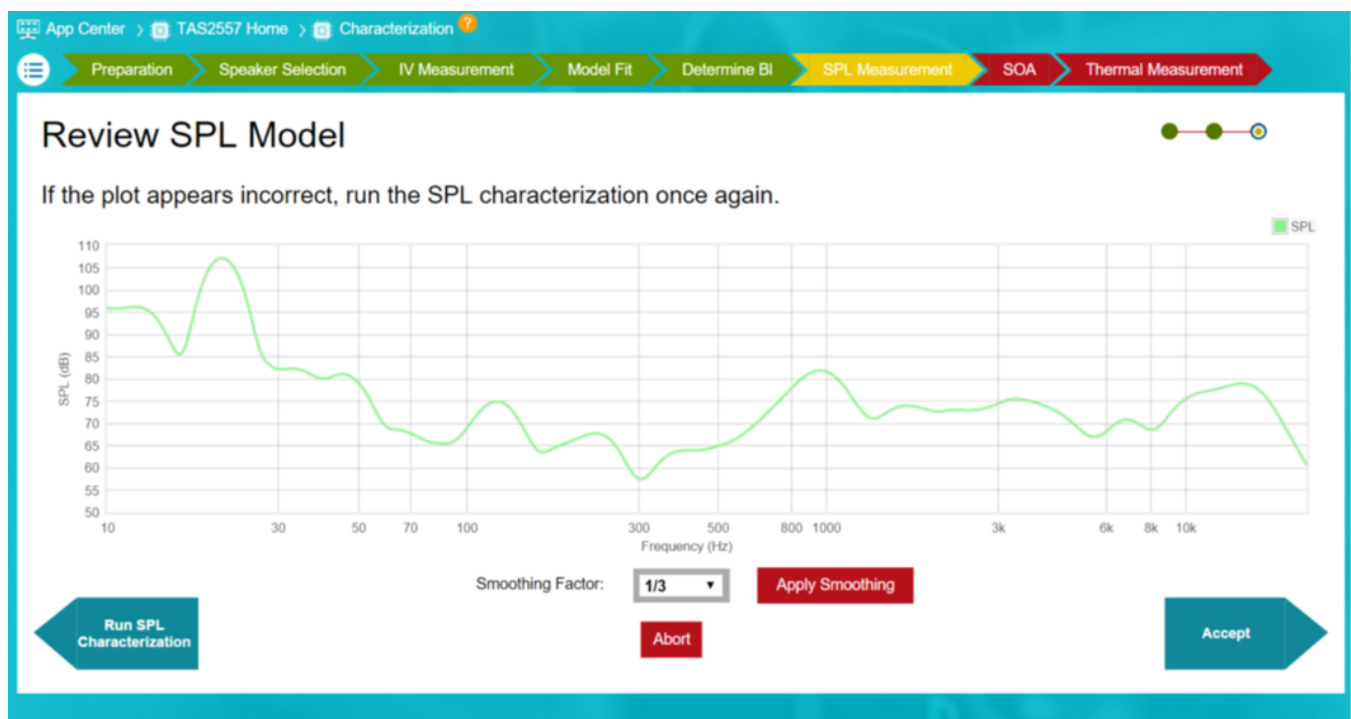 App Center > TAS2557 Home > Characterization ?
Preparation Speaker Selection IV Measurement Model Fit Determine Bl SPL Measurement SOA Thermal Measurement
Review SPL Model
If the plot appears incorrect, run the SPL characterization once again.
SPL
110
105
100
95
90
85
80
75
70
65
60
55
50
SPL (dB)
10 30 50 70 100 300 500 800 1000 3k 6k 8k 10k
Frequency (Hz)
Smoothing Factor: 1/3 Apply Smoothing
Run SPL
Characterization
Abort
Accept